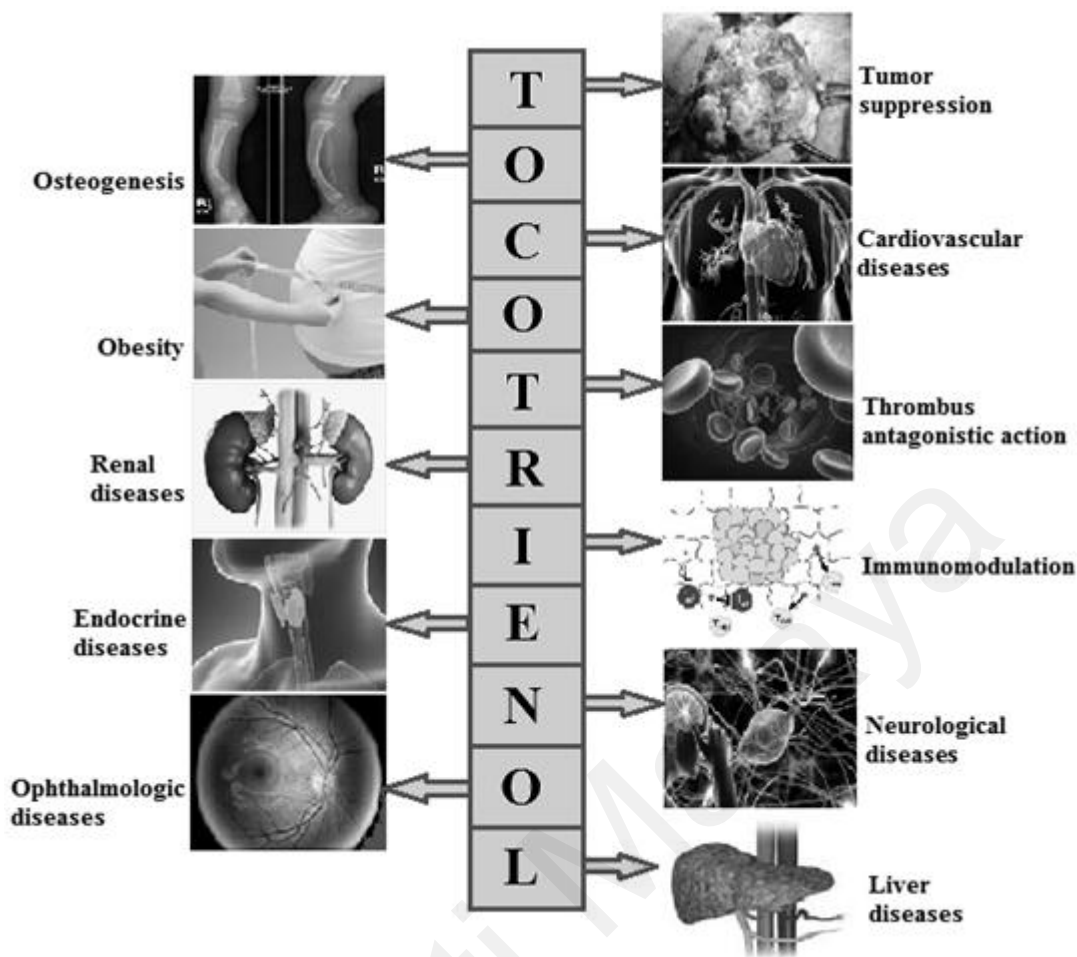 T
O
C
O
T
R
I
E
N
O
L
Osteogenesis
Obesity
Renal
diseases
Endocrine
diseases
Ophthalmologic
diseases
Tumor
suppression
Cardiovascular
diseases
Thrombus
antagonistic action
Immunomodulation
Neurological
diseases
Liver
diseases
R